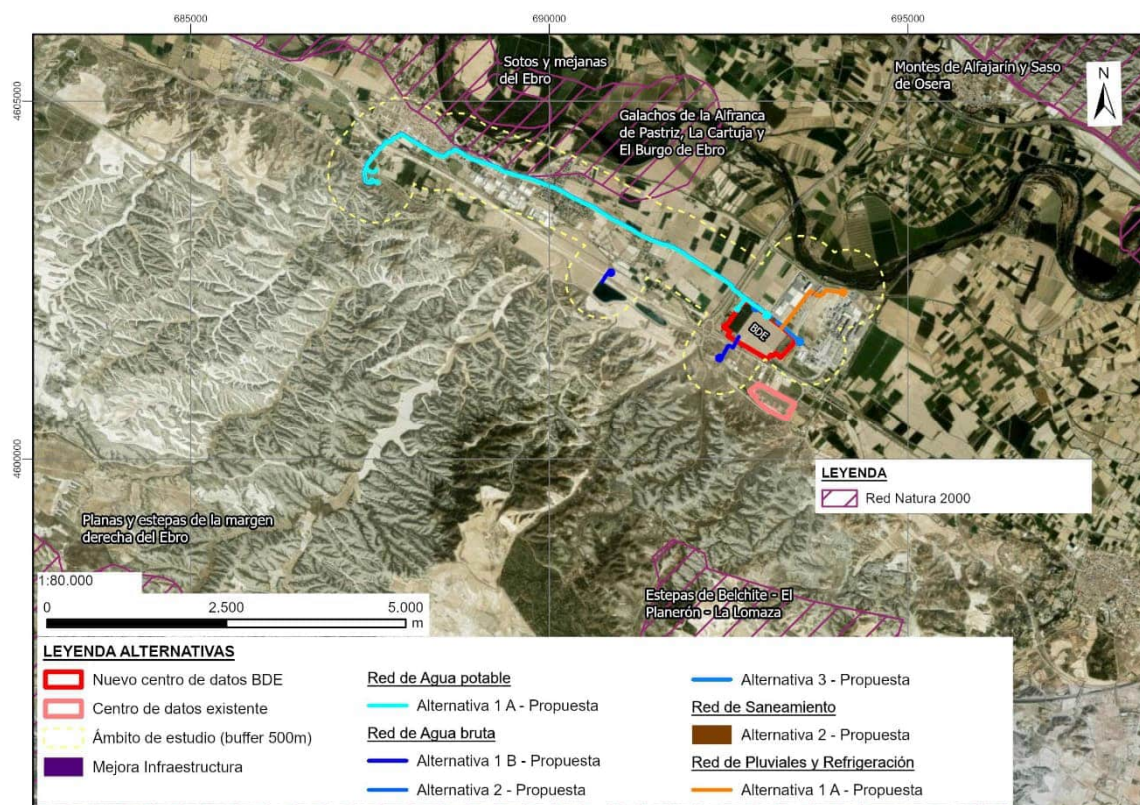 685000
690000
695000
4605000
4600000
Sotos y mejanas
del Ebro
Montes de Alfajarín y Saso
de Osera
N
Galachos de la Alfranca
de Pastriz, La Cartuja y
El Burgo de Ebro
BDE
LEYENDA
Red Natura 2000
Planas y estepas de la margen
derecha del Ebro
Estepas de Belchite - El
Planerón - La Lomaza
1:80.000
0 2.500 5.000
m
LEYENDA ALTERNATIVAS
Nuevo centro de datos BDE
Centro de datos existente
Ámbito de estudio (buffer 500m)
Mejora Infraestructura
Red de Agua potable
Alternativa 1 A - Propuesta
Red de Agua bruta
Alternativa 1 B - Propuesta
Alternativa 2 - Propuesta
Alternativa 3 - Propuesta
Red de Saneamiento
Alternativa 2 - Propuesta
Red de Pluviales y Refrigeración
Alternativa 1 A - Propuesta